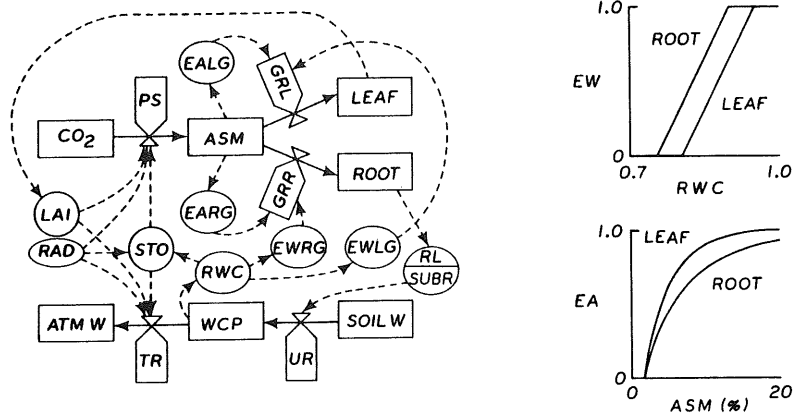 EALG
GRL
PS
LEAF
CO2
ASM
ROOT
GRR
EARG
LAI
RAD
STO
RWC
EWRG
EWLG
RL
SUBR
ATM W
WCP
SOIL W
TR
UR
1.0
ROOT
EW
LEAF
0
0.7
1.0
RWC
1.0
LEAF
EA
ROOT
0
0
20
ASM (%)